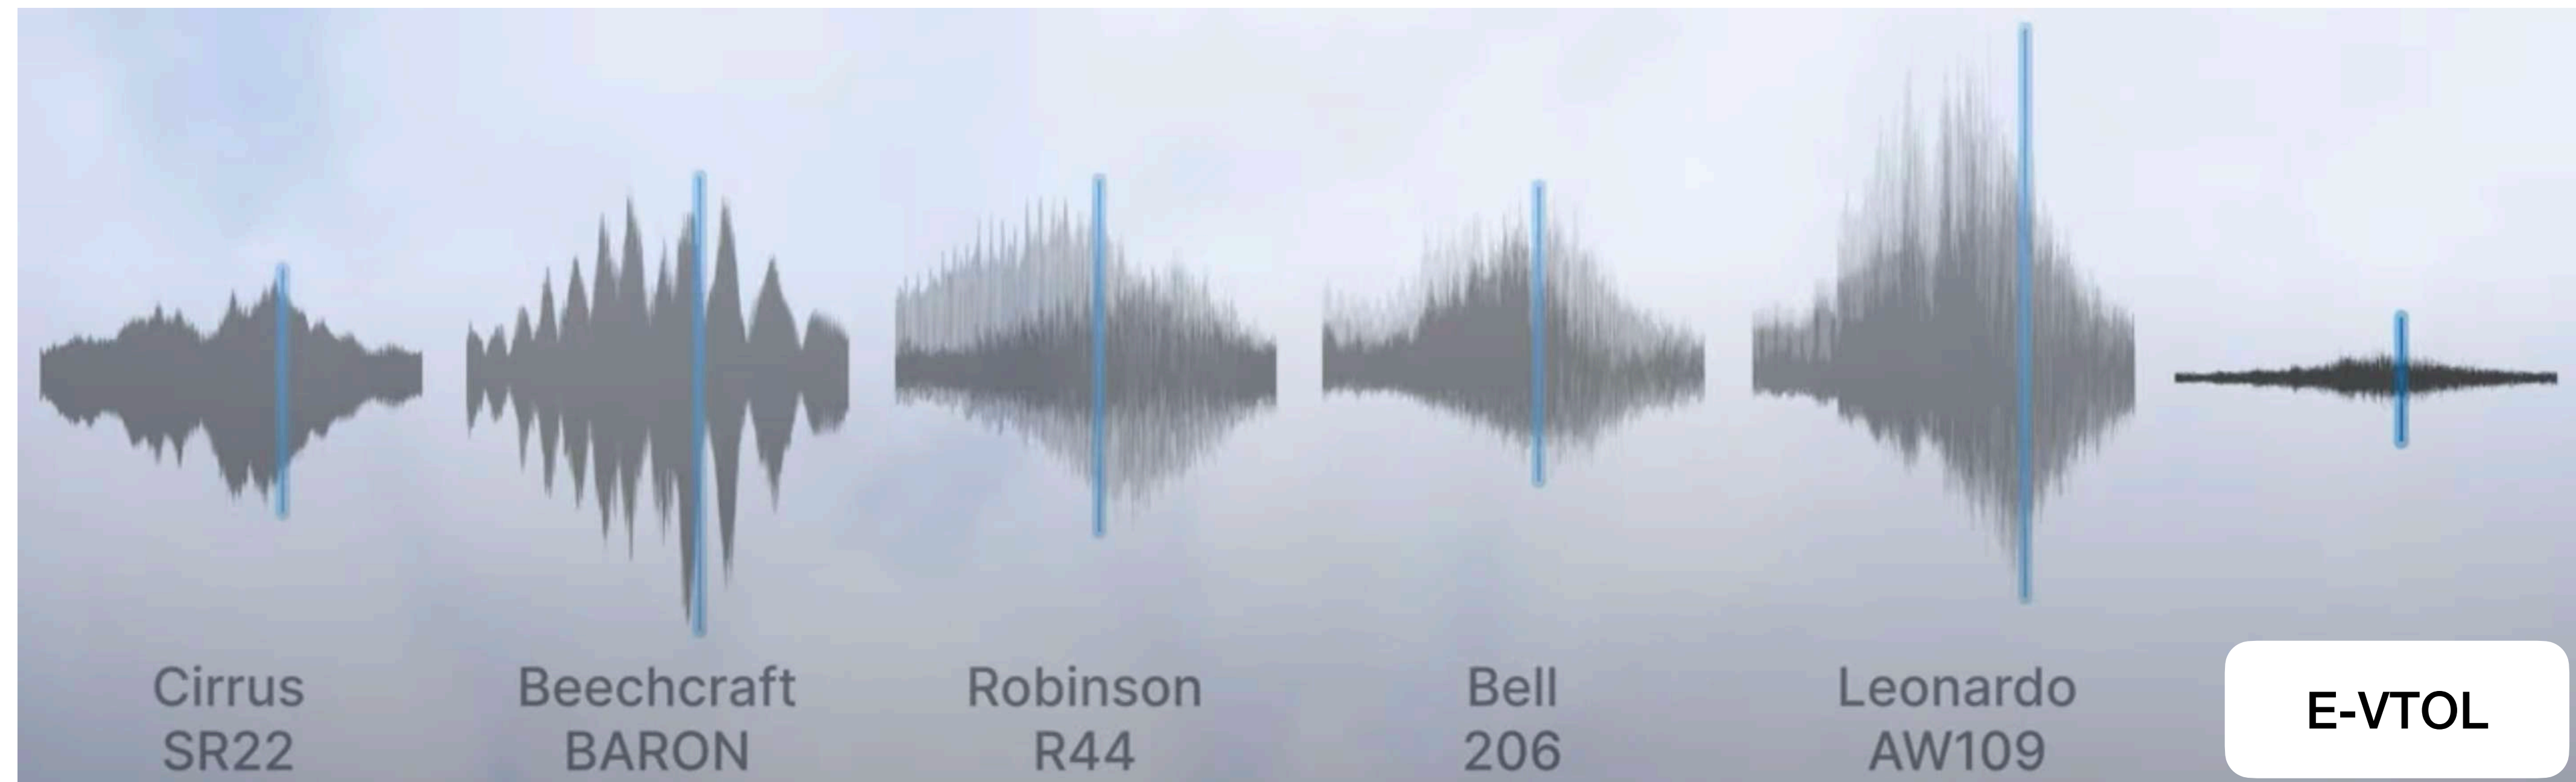 Cirrus
SR22
Beechcraft
BARON
Robinson
R44
Bell
206
Leonardo
AW109
E-VTOL